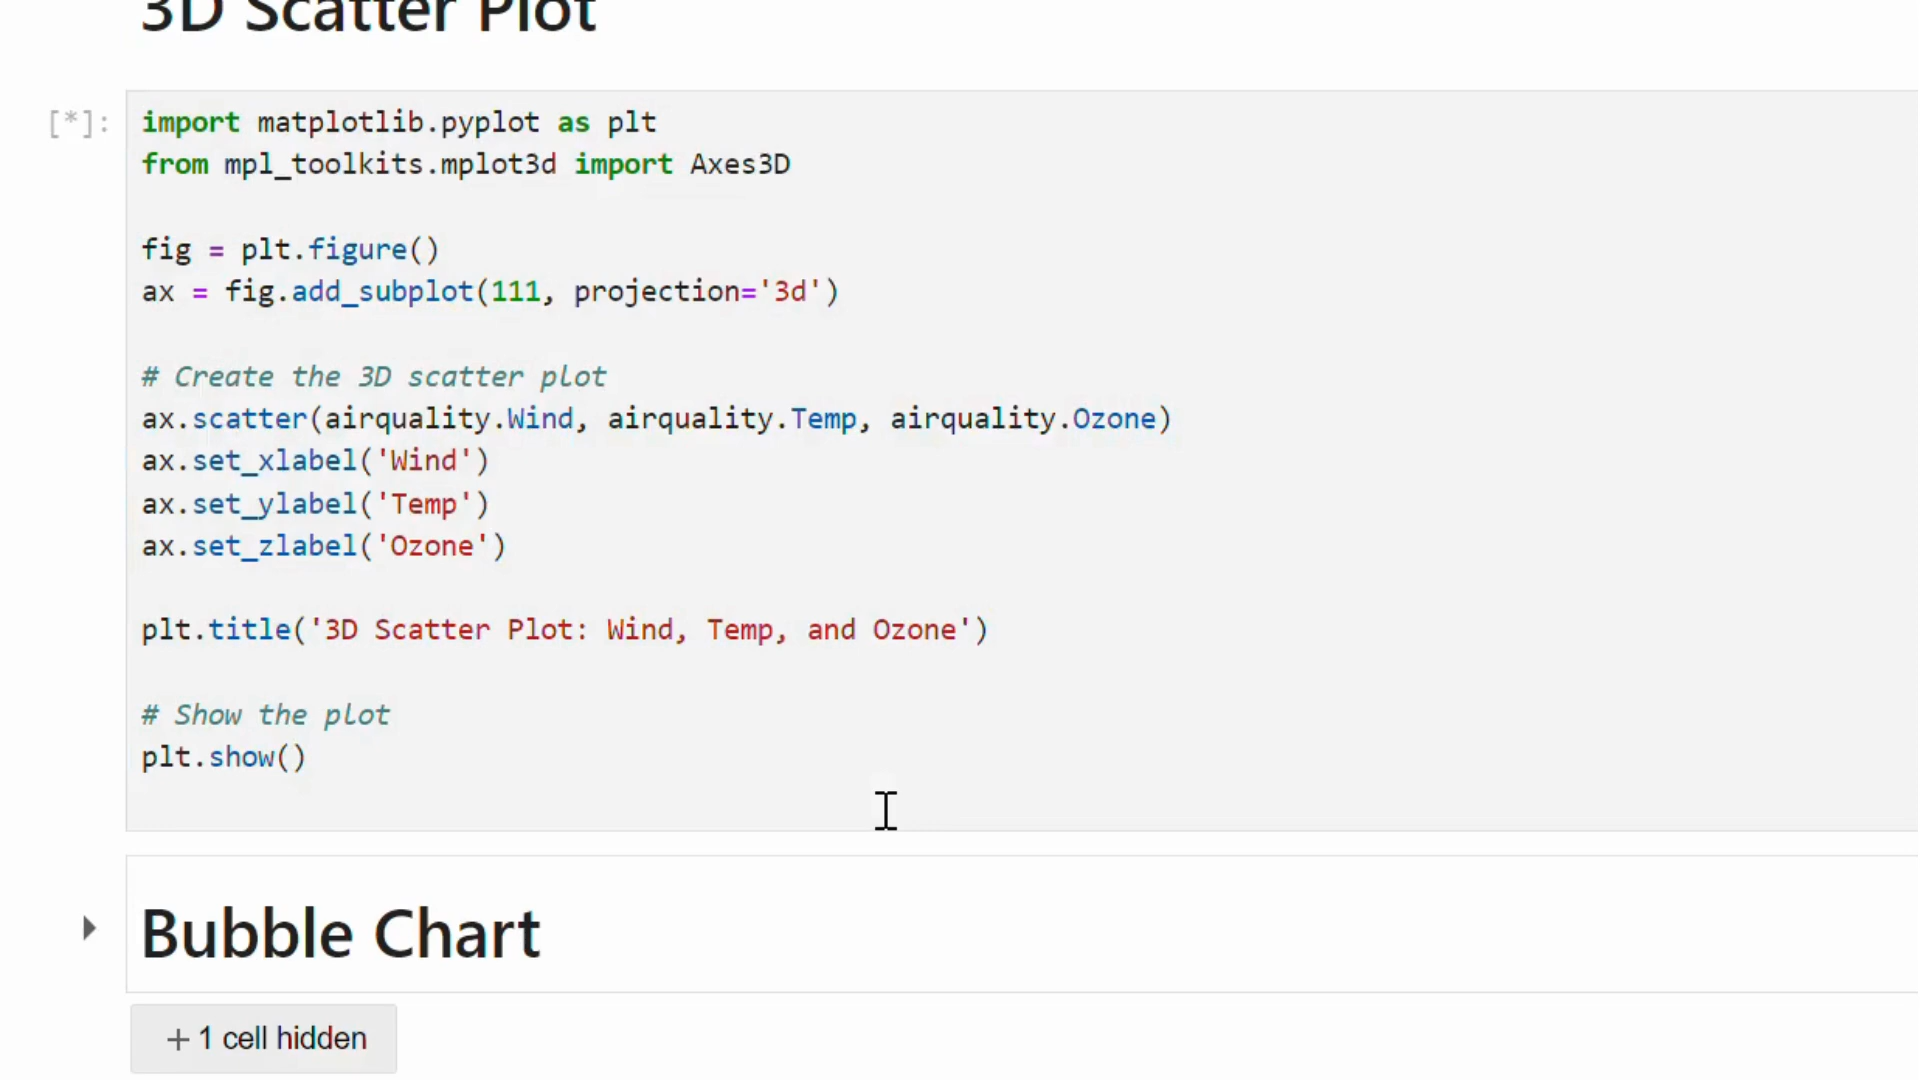 3D Scatter Plot
[*]:
import matplotlib.pyplot as plt
from mpl_toolkits.mplot3d import Axes3D
fig = plt.figure()
ax = fig.add_subplot(111, projection='3d')
# Create the 3D scatter plot
ax.scatter(airquality.Wind, airquality.Temp, airquality.Ozone)
ax.set_xlabel('Wind')
ax.set_ylabel('Temp')
ax.set_zlabel('Ozone')
plt.title('3D Scatter Plot: Wind, Temp, and Ozone')
# Show the plot
plt.show()
Bubble Chart
+ 1 cell hidden